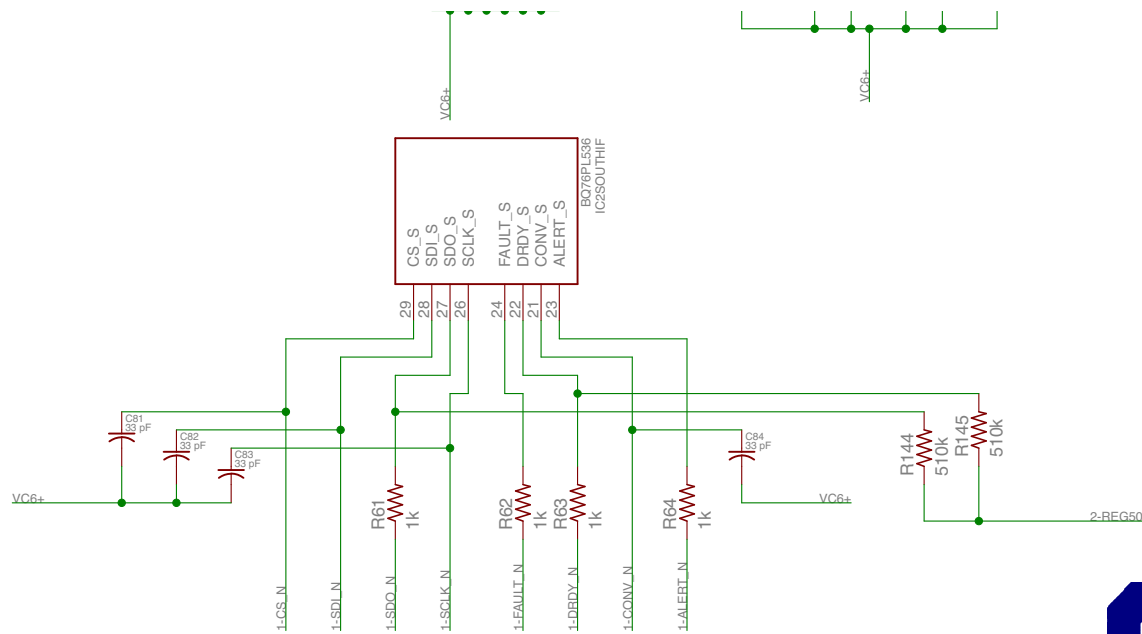 VC6+
VC6+
BQ76PL536
IC2SOUTHIF
CS_S
SDI_S
SDO_S
SCLK_S
FAULT_S
DRDY_S
CONV_S
ALERT_S
29
28
27
26
24
22
21
23
C81
33 pF
C82
33 pF
C83
33 pF
C84
33 pF
R144
510k
R145
510k
VC6+
VC6+
R61
1k
R62
1k
R63
1k
R64
1k
2-REG50
1-CS_N
1-SDI_N
1-SDO_N
1-SCLK_N
1-FAULT_N
1-DRDY_N
1-CONV_N
1-ALERT_N